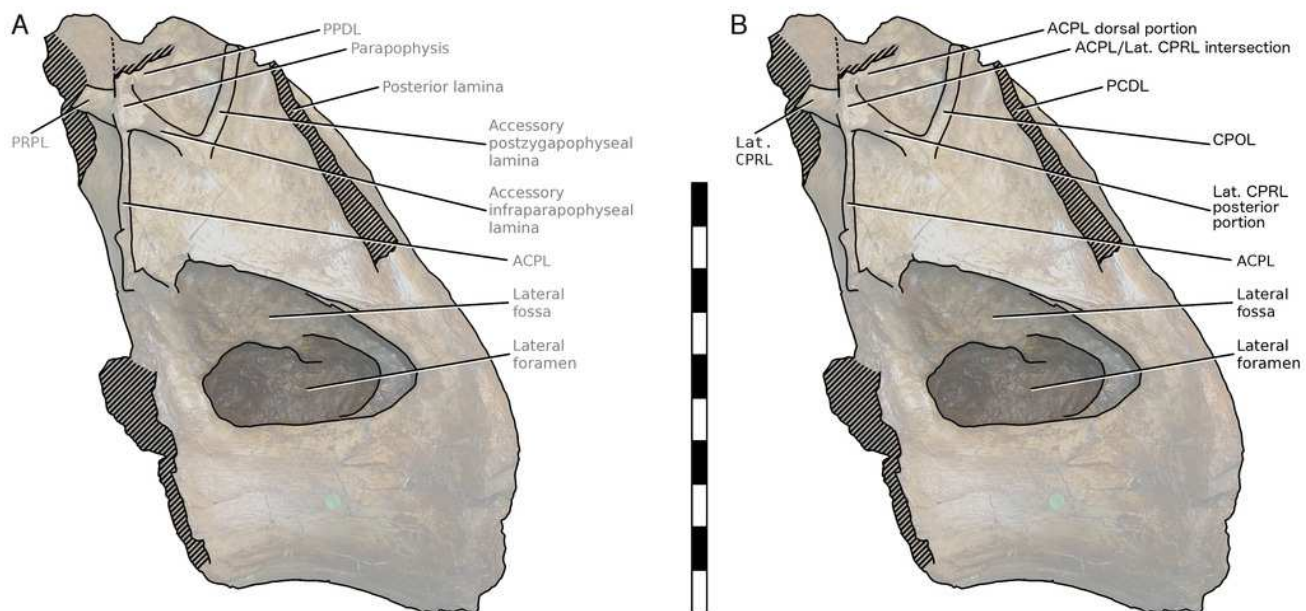 A
PPDL
Parapophysis
Posterior lamina
PRPL
Accessory
postzygapophyseal
lamina
Accessory
infraparapophyseal
lamina
ACPL
Lateral
fossa
Lateral
foramen
B
ACPL dorsal portion
ACPL/Lat. CPRL intersection
PCDL
Lat.
CPRL
CPOL
Lat. CPRL
posterior
portion
ACPL
Lateral
fossa
Lateral
foramen